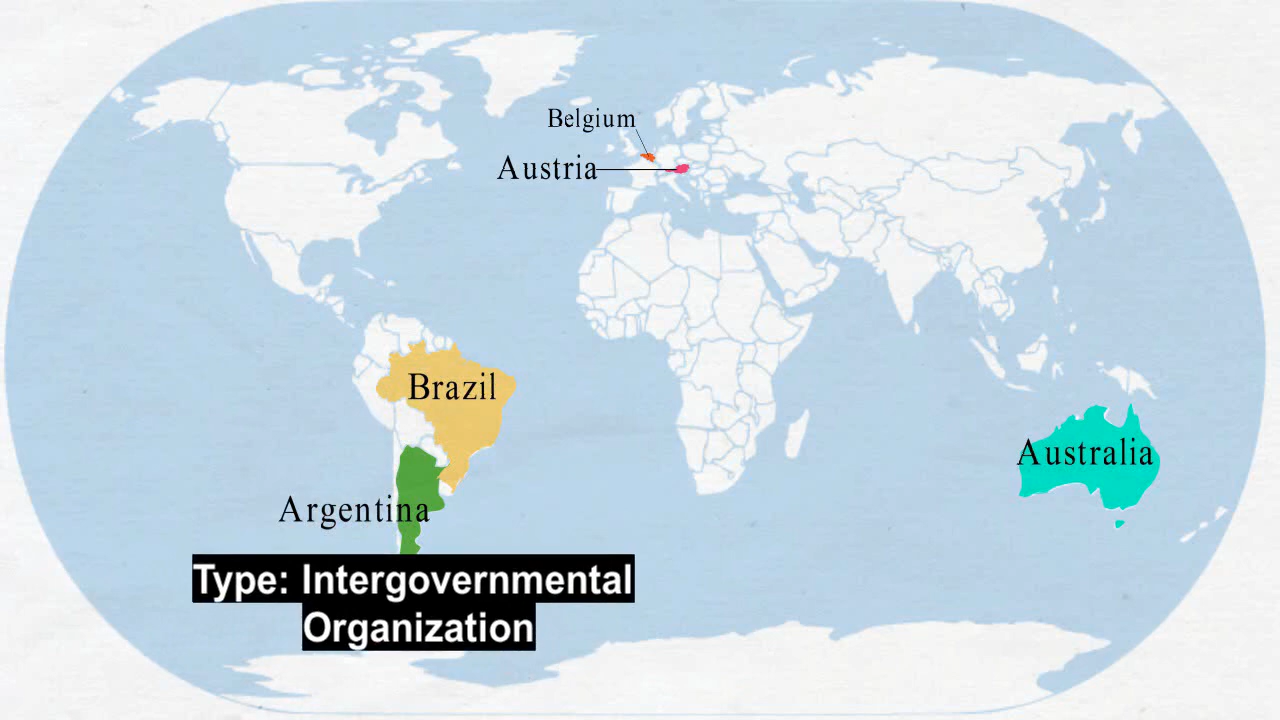 Belgium
Austria
Brazil
Australia
Argentina
Type: Intergovernmental
Organization